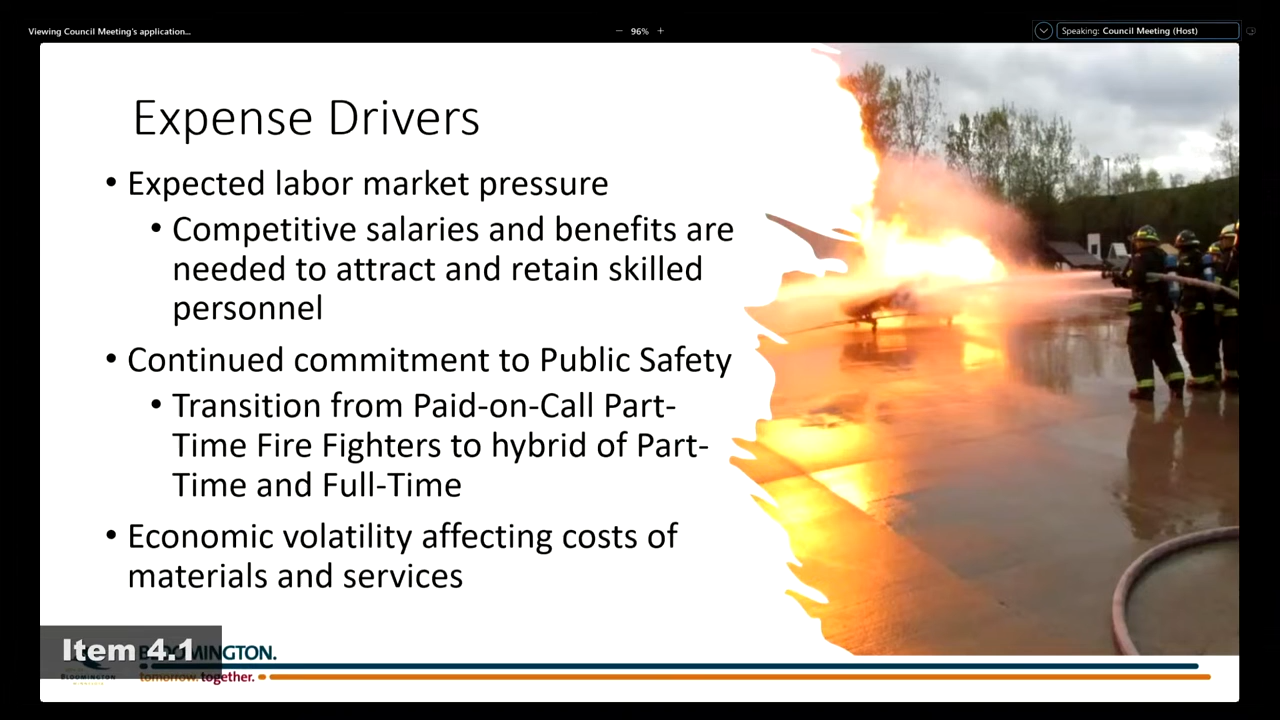 Viewing Council Meeting's application...
96%
Speaking: Council Meeting (Host)
Expense Drivers
• Expected labor market pressure
• Competitive salaries and benefits are
needed to attract and retain skilled
personnel
• Continued commitment to Public Safety
• Transition from Paid-on-Call Part-
Time Fire Fighters to hybrid of Part-
Time and Full-Time
• Economic volatility affecting costs of
materials and services
Item 4.1
BLOOMINGTON.
tomorrow. together.
BLOOMINGTON